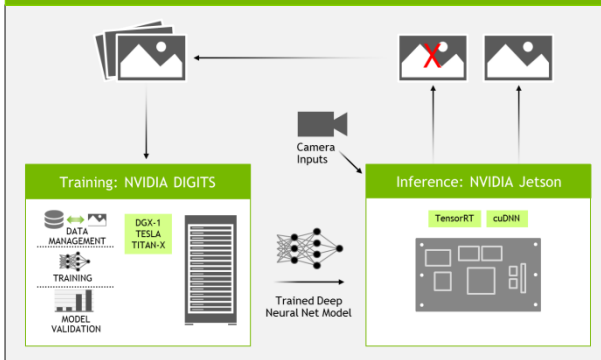 Camera
Inputs
Training: NVIDIA DIGITS
DATA
MANAGEMENT
TRAINING
MODEL
VALIDATION
DGX-1
TESLA
TITAN-X
Trained Deep
Neural Net Model
Inference: NVIDIA Jetson
TensorRT
cuDNN
X